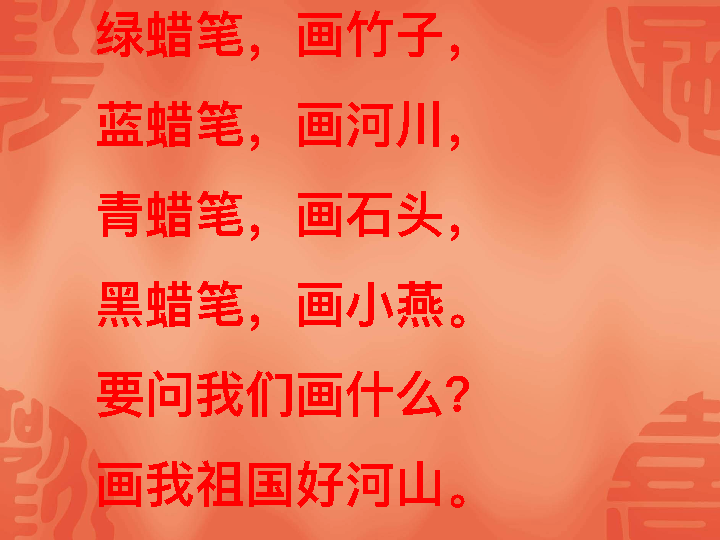 绿蜡笔，画竹子，
蓝蜡笔，画河川，
青蜡笔，画石头，
黑蜡笔，画小燕。
要问我们画什么？
画我祖国好河山。